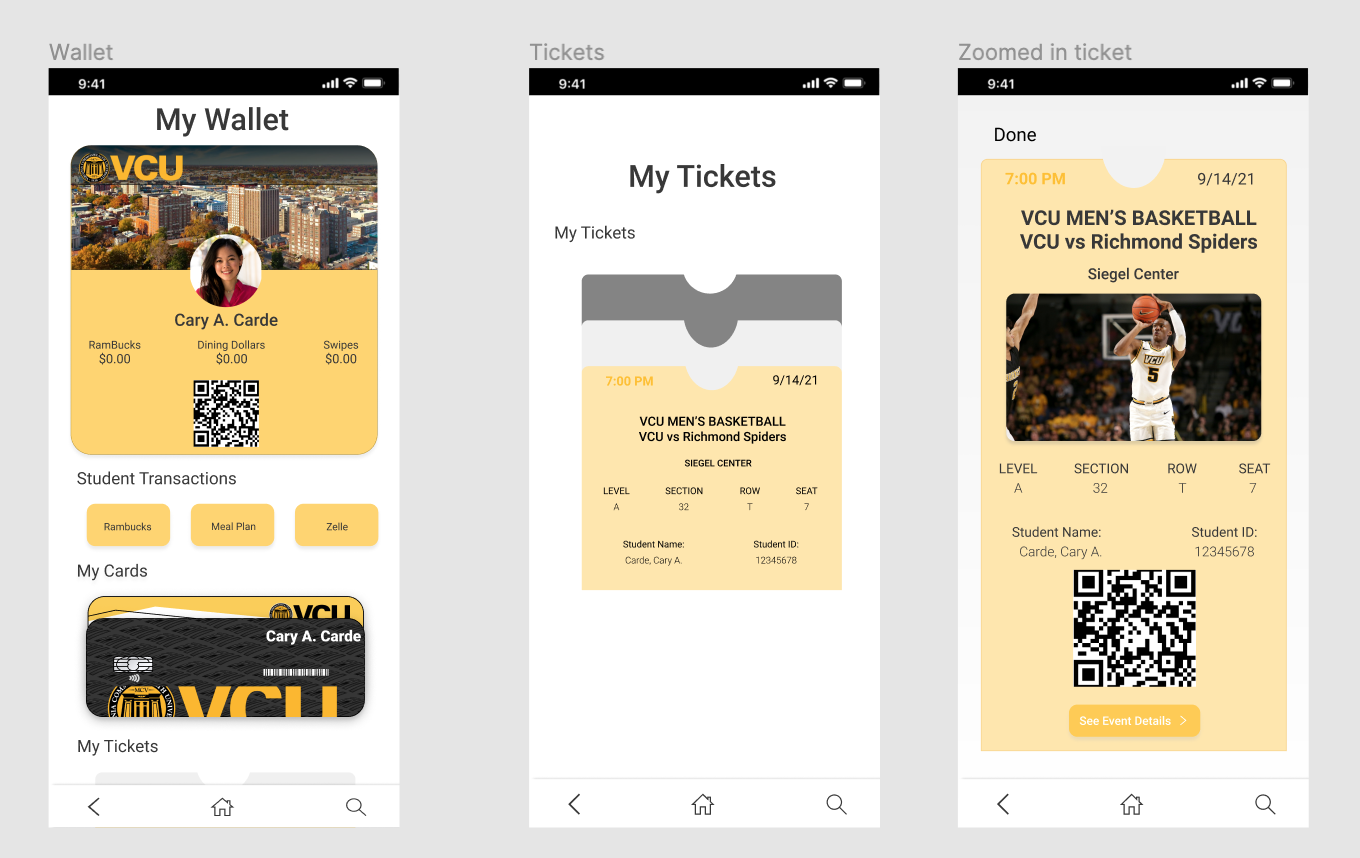 Wallet
9:41
My Wallet
VCU
Cary A. Carde
RamBucks
Dining Dollars
Swipes
$0.00
$0.00
$0.00
Student Transactions
Rambucks
Meal Plan
Zelle
My Cards
VCU
Cary A. Carde
VCU
My Tickets
Tickets
9:41
My Tickets
My Tickets
7:00 PM
9/14/21
VCU MEN’S BASKETBALL
VCU vs Richmond Spiders
SIEGEL CENTER
LEVEL
SECTION
ROW
SEAT
A
32
T
7
Student Name:
Student ID:
Carde, Cary A.
12345678
Zoomed in ticket
9:41
Done
7:00 PM
9/14/21
VCU MEN’S BASKETBALL
VCU vs Richmond Spiders
Siegel Center
VCU
5
LEVEL
SECTION
ROW
SEAT
A
32
T
7
Student Name:
Student ID:
Carde, Cary A.
12345678
See Event Details